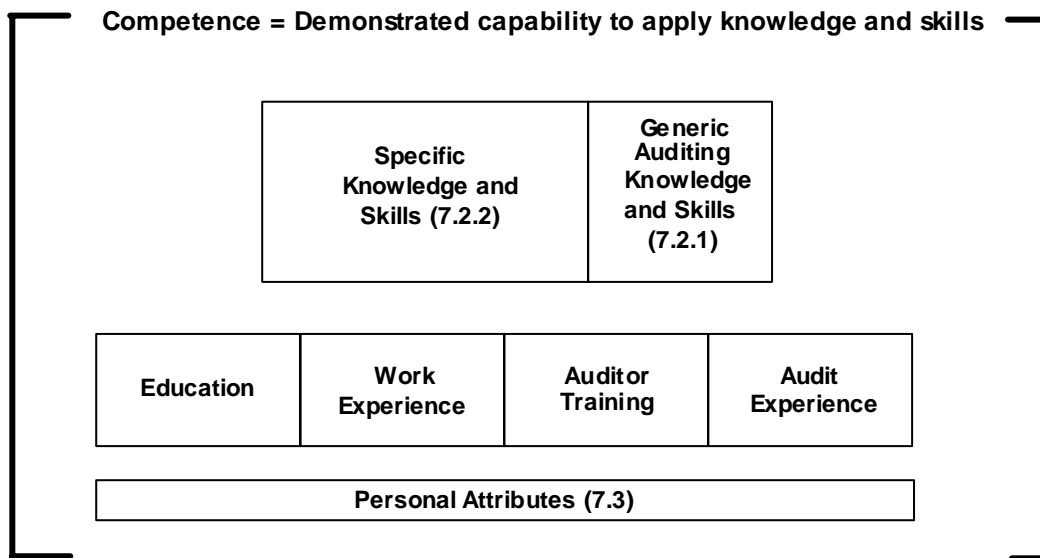 Competence = Demonstrated capability to apply knowledge and skills
Specific
Knowledge and
Skills (7.2.2)
Generic
Auditing
Knowledge
and Skills
(7.2.1)
Education
Work
Experience
Auditor
Training
Audit
Experience
Personal Attributes (7.3)